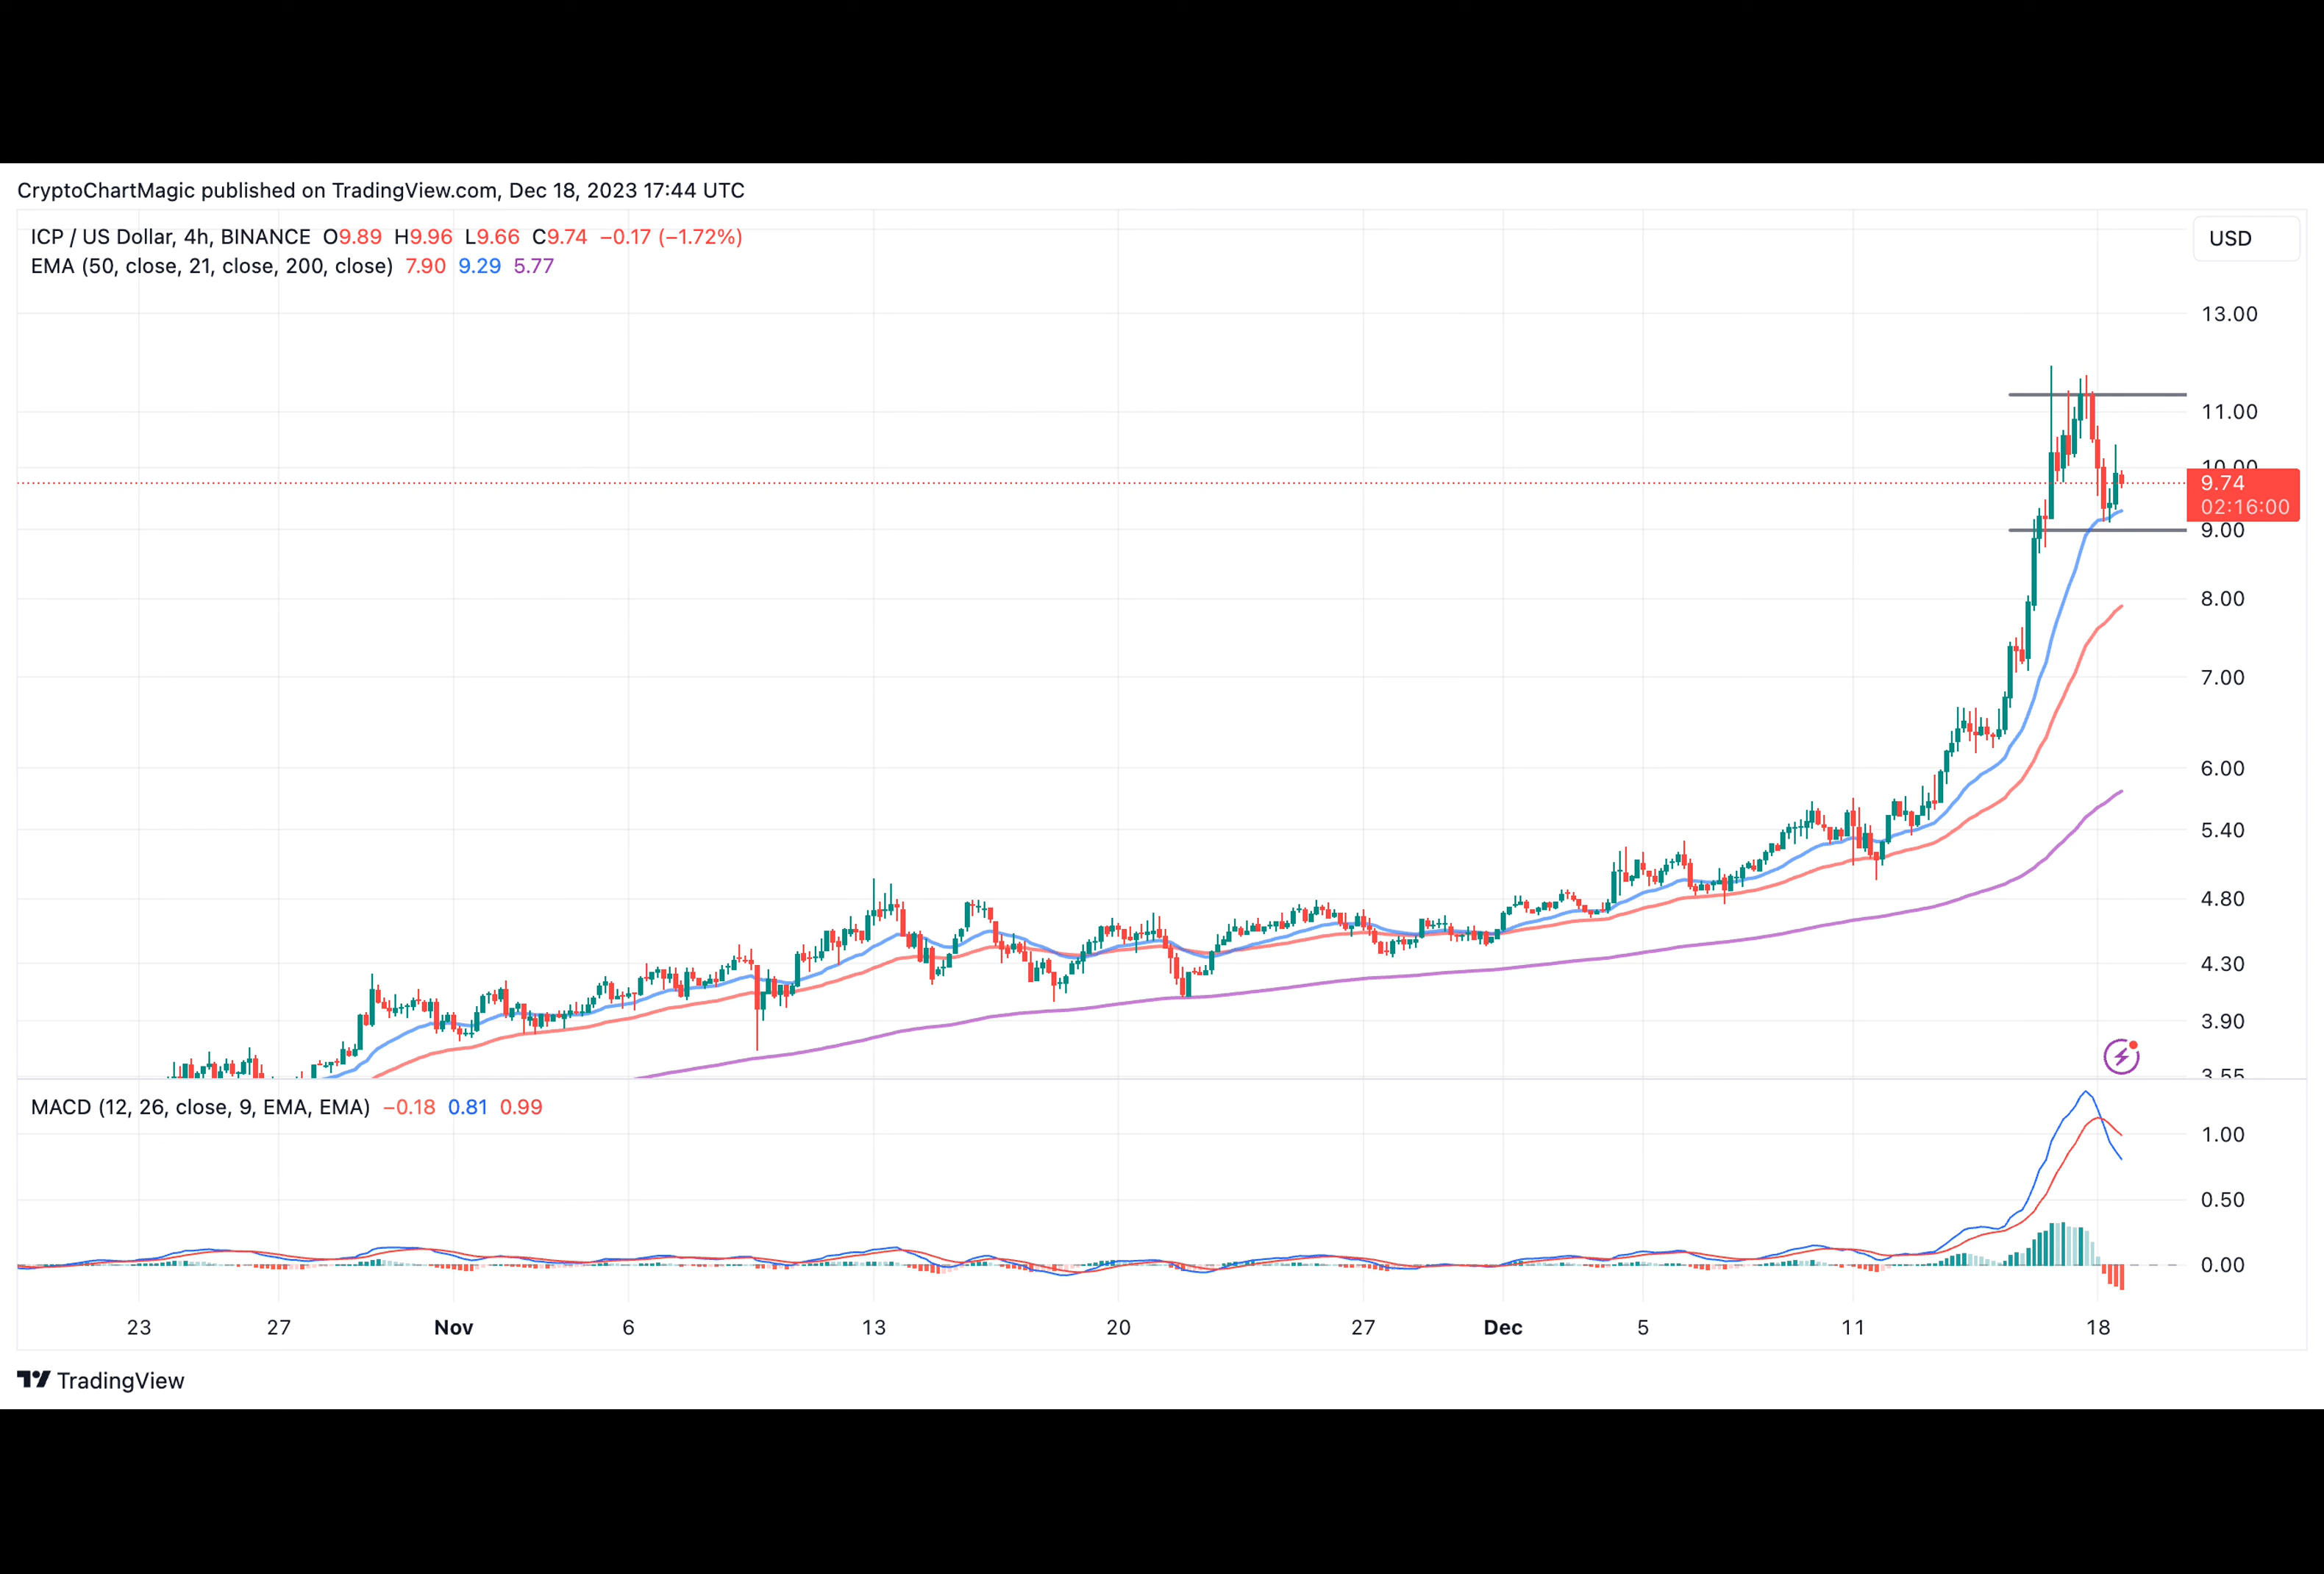 CryptoChartMagic published on TradingView.com, Dec 18, 2023 17:44 UTC
ICP / US Dollar, 4h, BINANCE O9.89 H9.96 L9.66 C9.74 −0.17 (−1.72%)
EMA (50, close, 21, close, 200, close) 7.90 9.29 5.77
USD
13.00
11.00
10.00
9.74
02:16:00
9.00
8.00
7.00
6.00
5.40
4.80
4.30
3.90
3.55
MACD (12, 26, close, 9, EMA, EMA) −0.18 0.81 0.99
1.00
0.50
0.00
23 27 Nov 6 13 20 27 Dec 5 11 18
TradingView